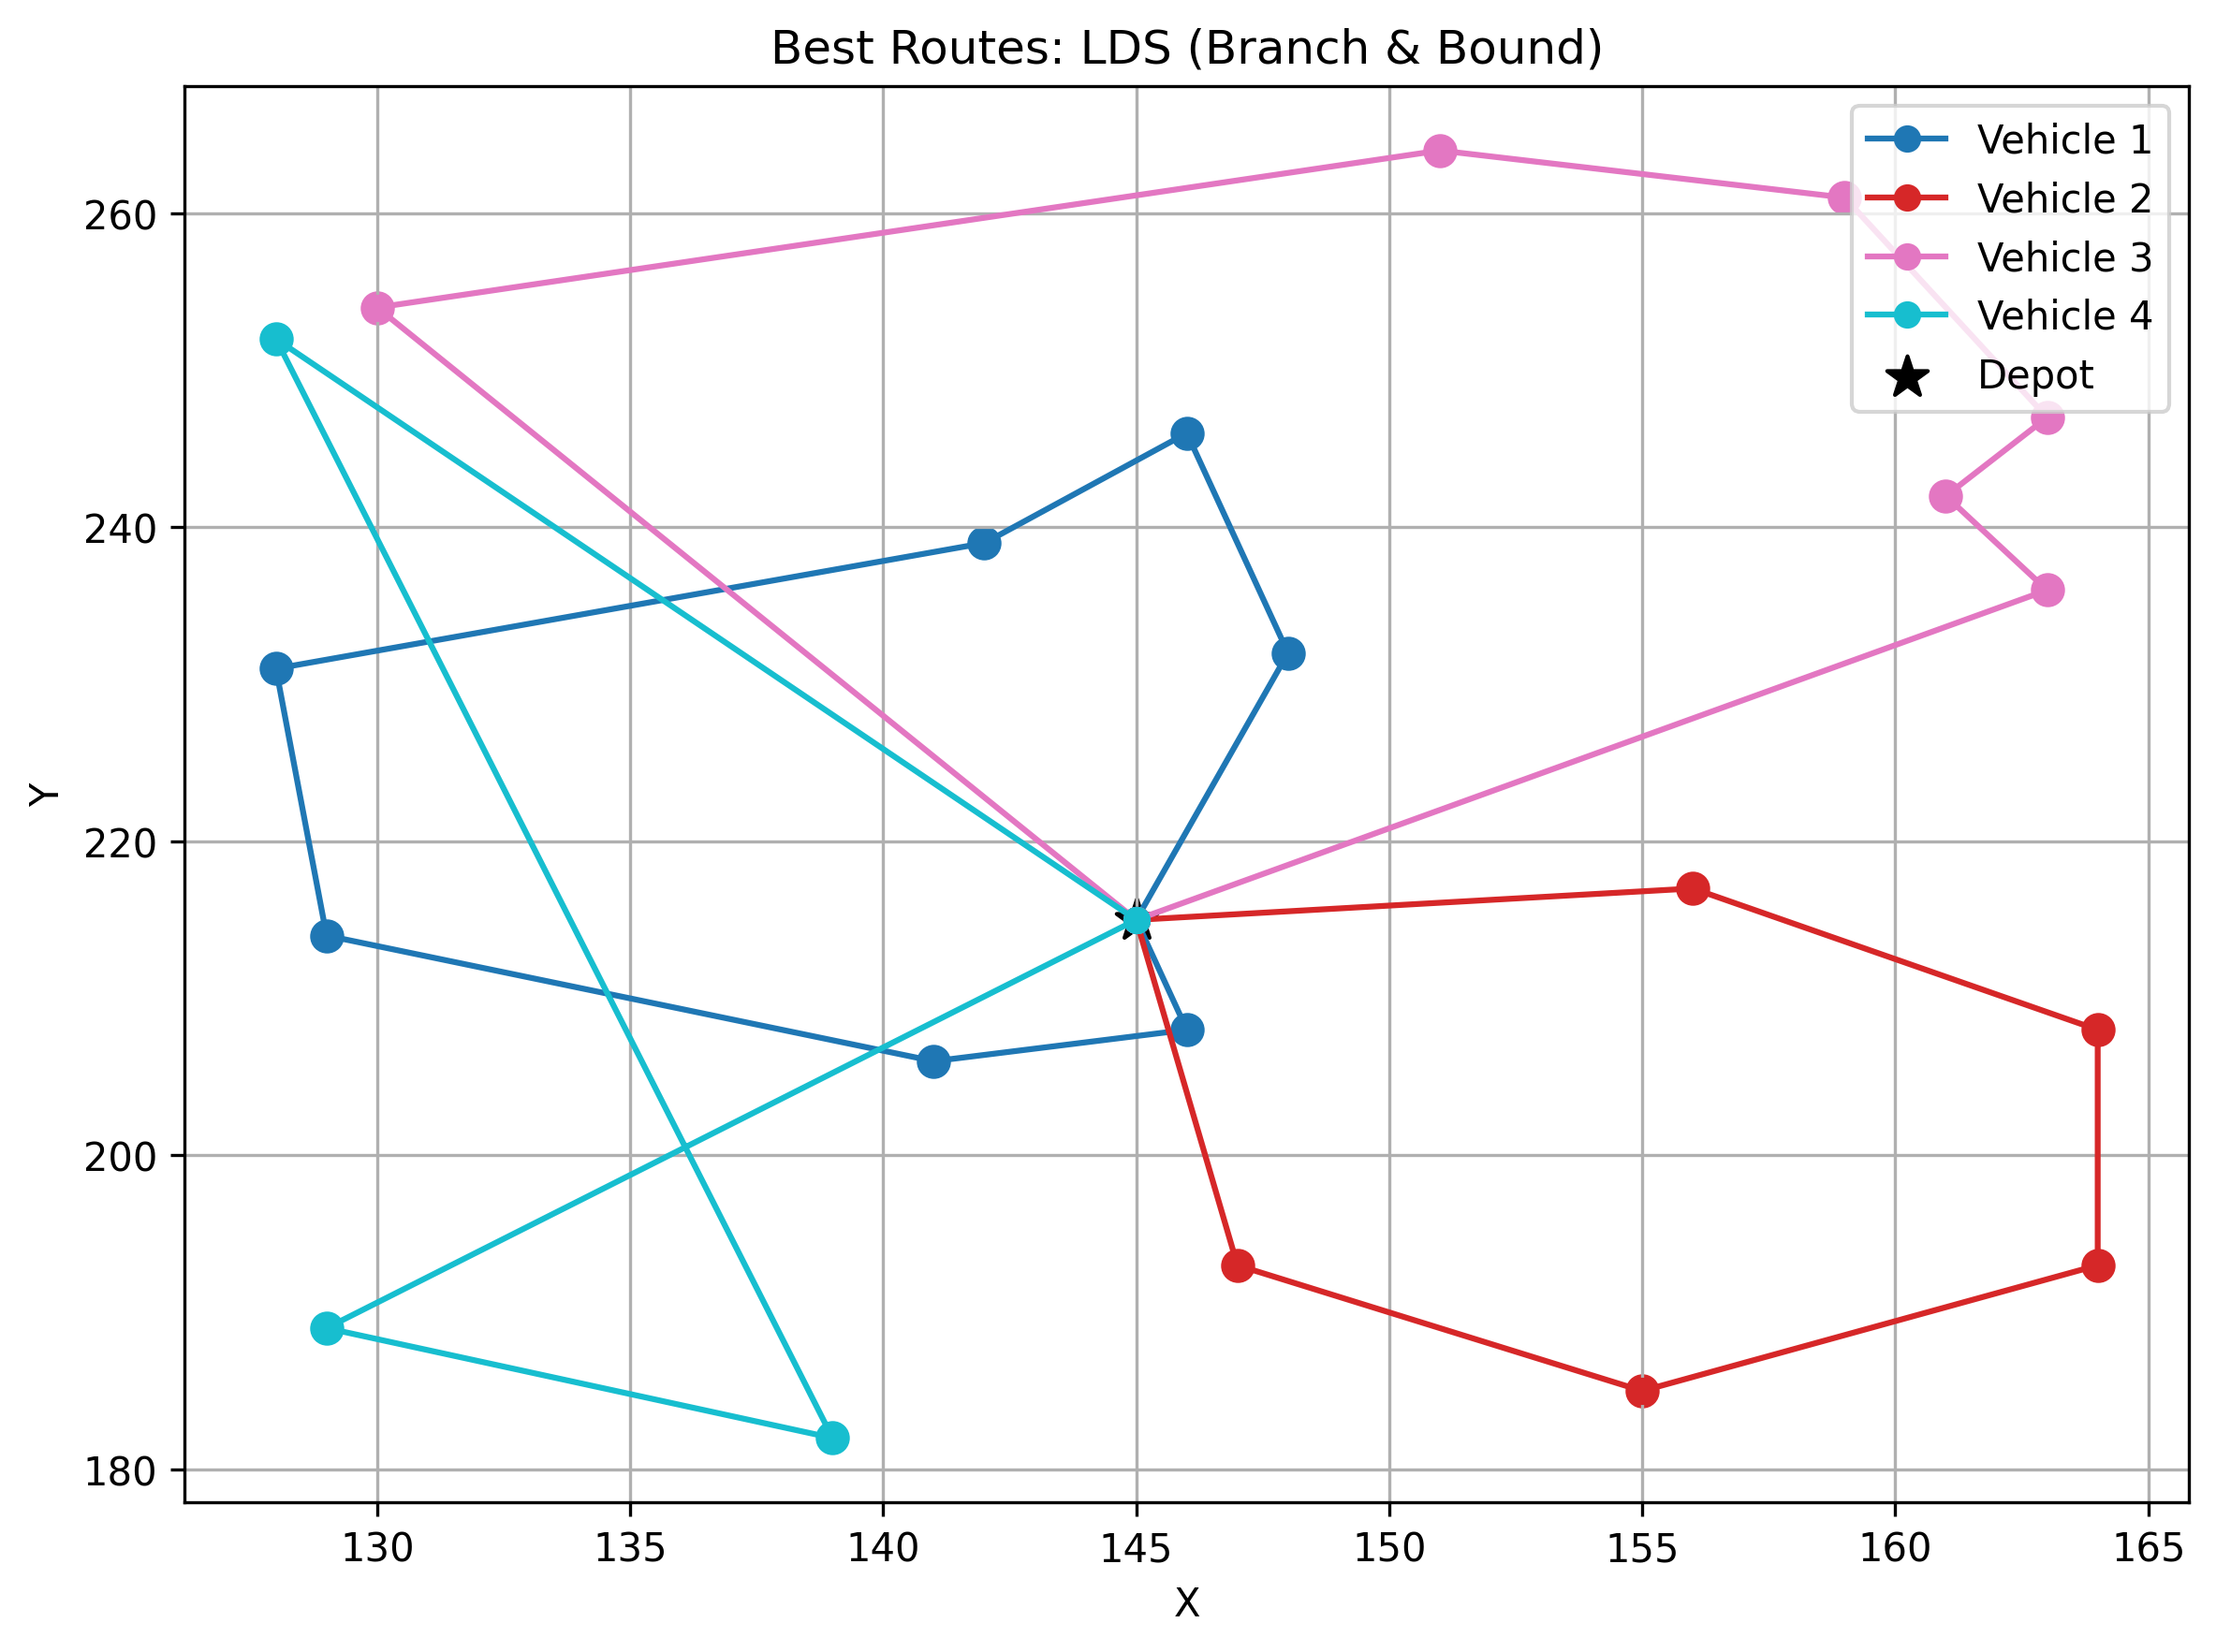 Best Routes: LDS (Branch & Bound)
Vehicle 1
Vehicle 2
Vehicle 3
Vehicle 4
Depot
260
240
220
200
180
Y
130 135 140 145 150 155 160 165
X